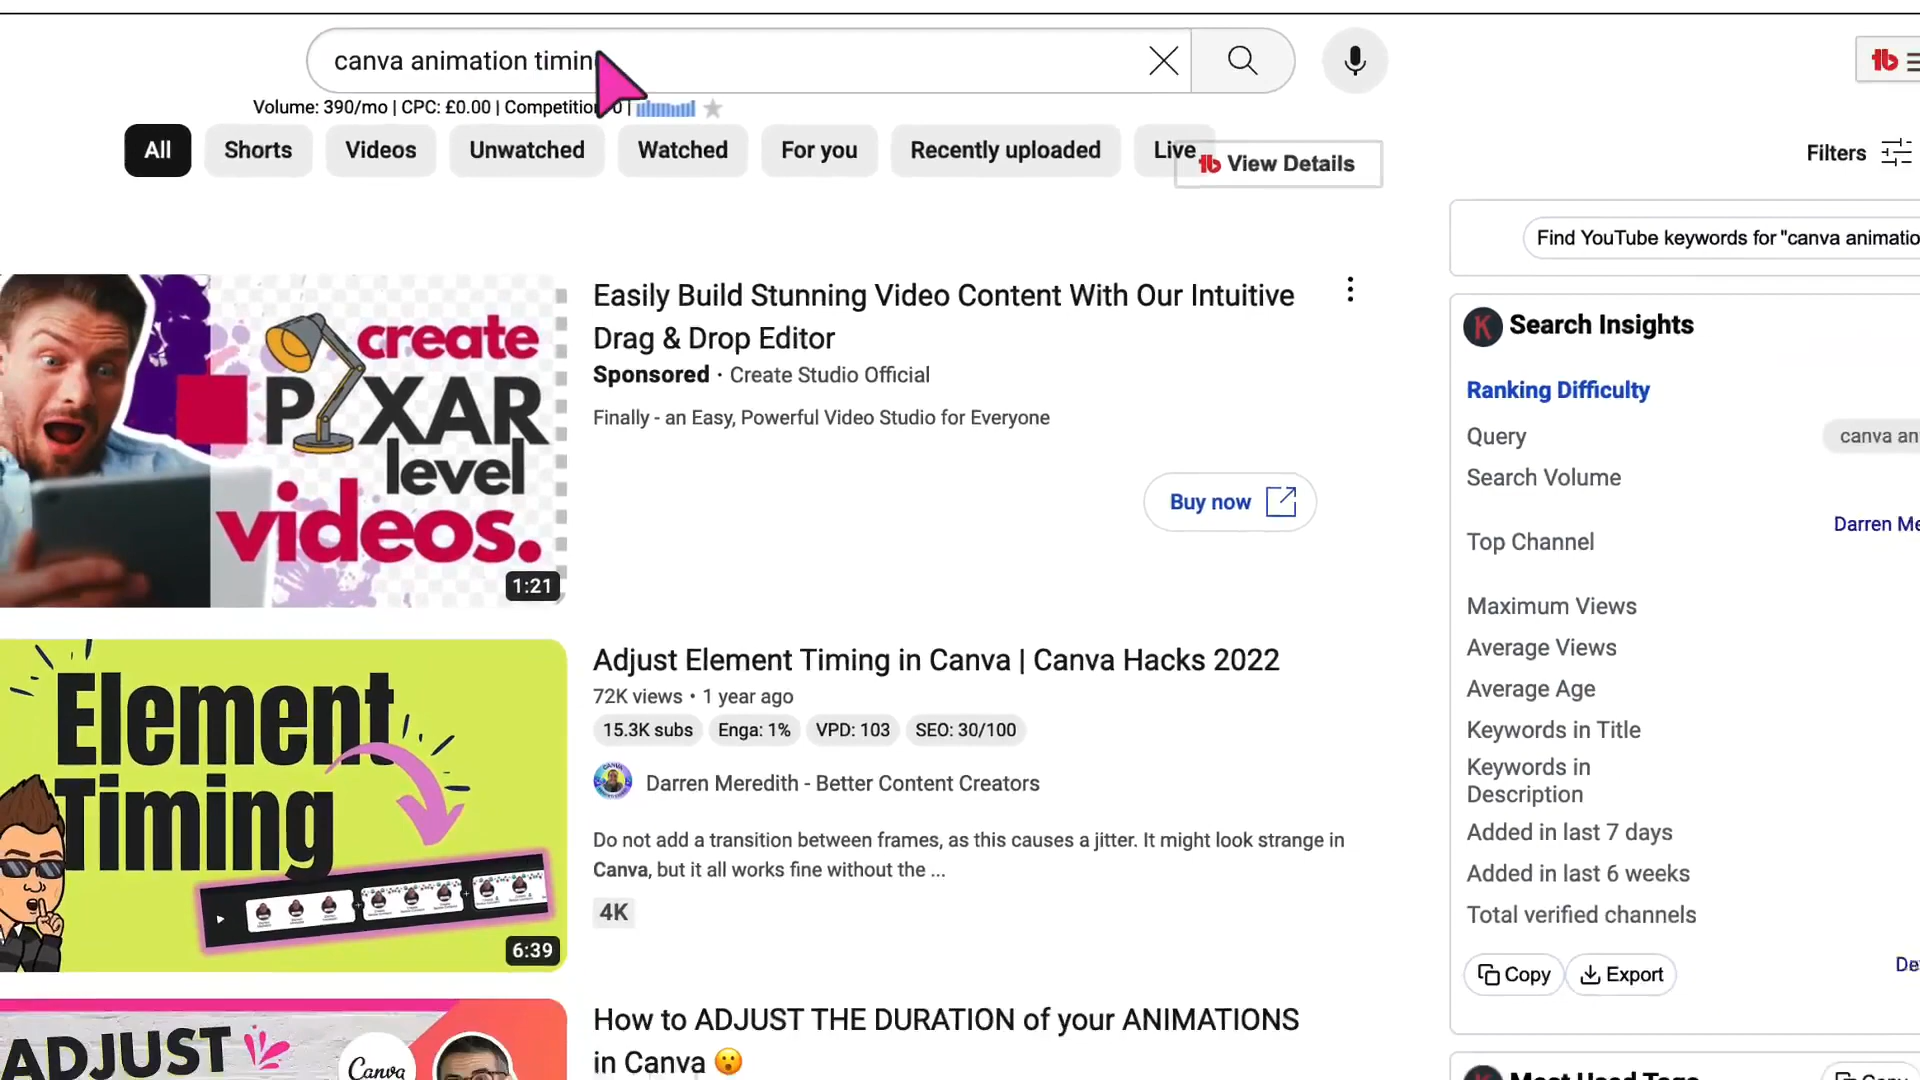 canva animation timin
Volume: 390/mo | CPC: £0.00 | Competition: 0 |
All
Shorts
Videos
Unwatched
Watched
For you
Recently uploaded
Live
View Details
Filters
Find YouTube keywords for "canva animatio
create
PIXAR
level
videos.
1:21
Easily Build Stunning Video Content With Our Intuitive
Drag & Drop Editor
Sponsored · Create Studio Official
Finally - an Easy, Powerful Video Studio for Everyone
Buy now
Element
Timing
6:39
Adjust Element Timing in Canva | Canva Hacks 2022
72K views • 1 year ago
15.3K subs
Enga: 1%
VPD: 103
SEO: 30/100
Darren Meredith - Better Content Creators
Do not add a transition between frames, as this causes a jitter. It might look strange in
Canva, but it all works fine without the ...
4K
ADJUST
Canva
How to ADJUST THE DURATION of your ANIMATIONS
in Canva 😮
K Search Insights
Ranking Difficulty
Query
canva an
Search Volume
Top Channel
Darren Me
Maximum Views
Average Views
Average Age
Keywords in Title
Keywords in
Description
Added in last 7 days
Added in last 6 weeks
Total verified channels
Copy
Export
De
Most Used Tags